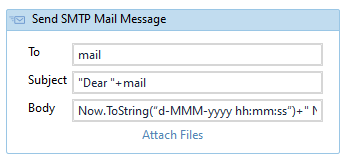 Send SMTP Mail Message
To
mail
Subject
"Dear "+mail
Body
Now.ToString("d-MMM-yyyy hh:mm:ss")+" N
Attach Files